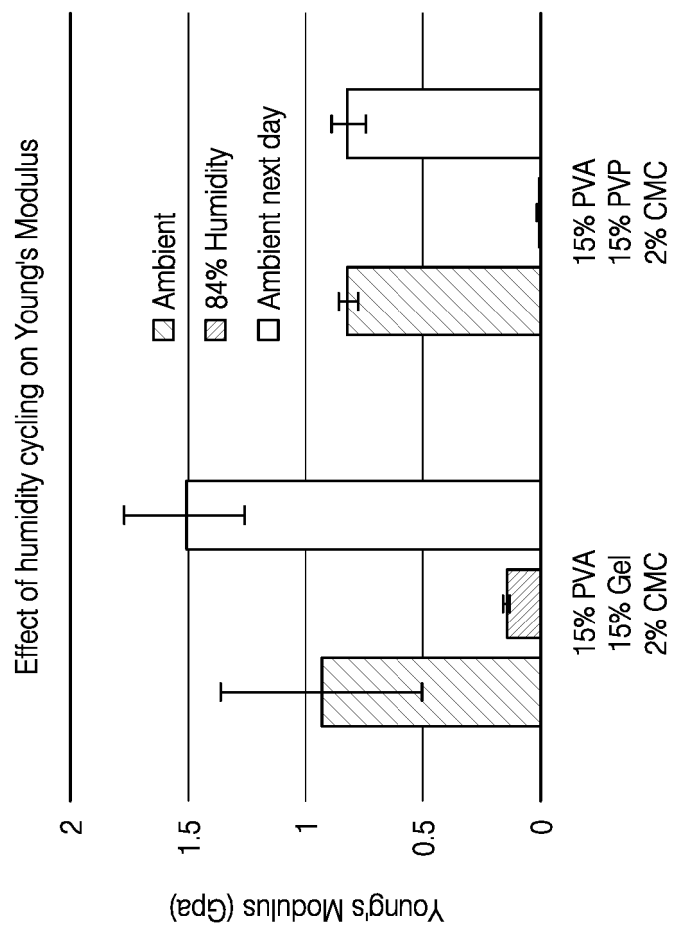 Effect of humidity cycling on Young's Modulus
Young's Modulus (Gpa)
2
1.5
1
0.5
0
Ambient
84% Humidity
Ambient next day
15% PVA
15% Gel
2% CMC
15% PVA
15% PVP
2% CMC